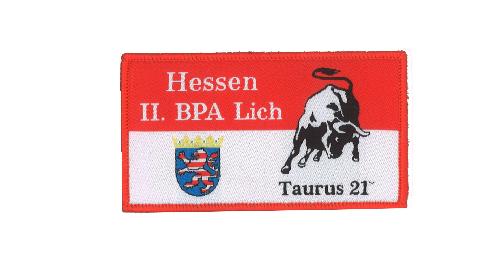 Hessen
II. BPA Lich
Taurus 21